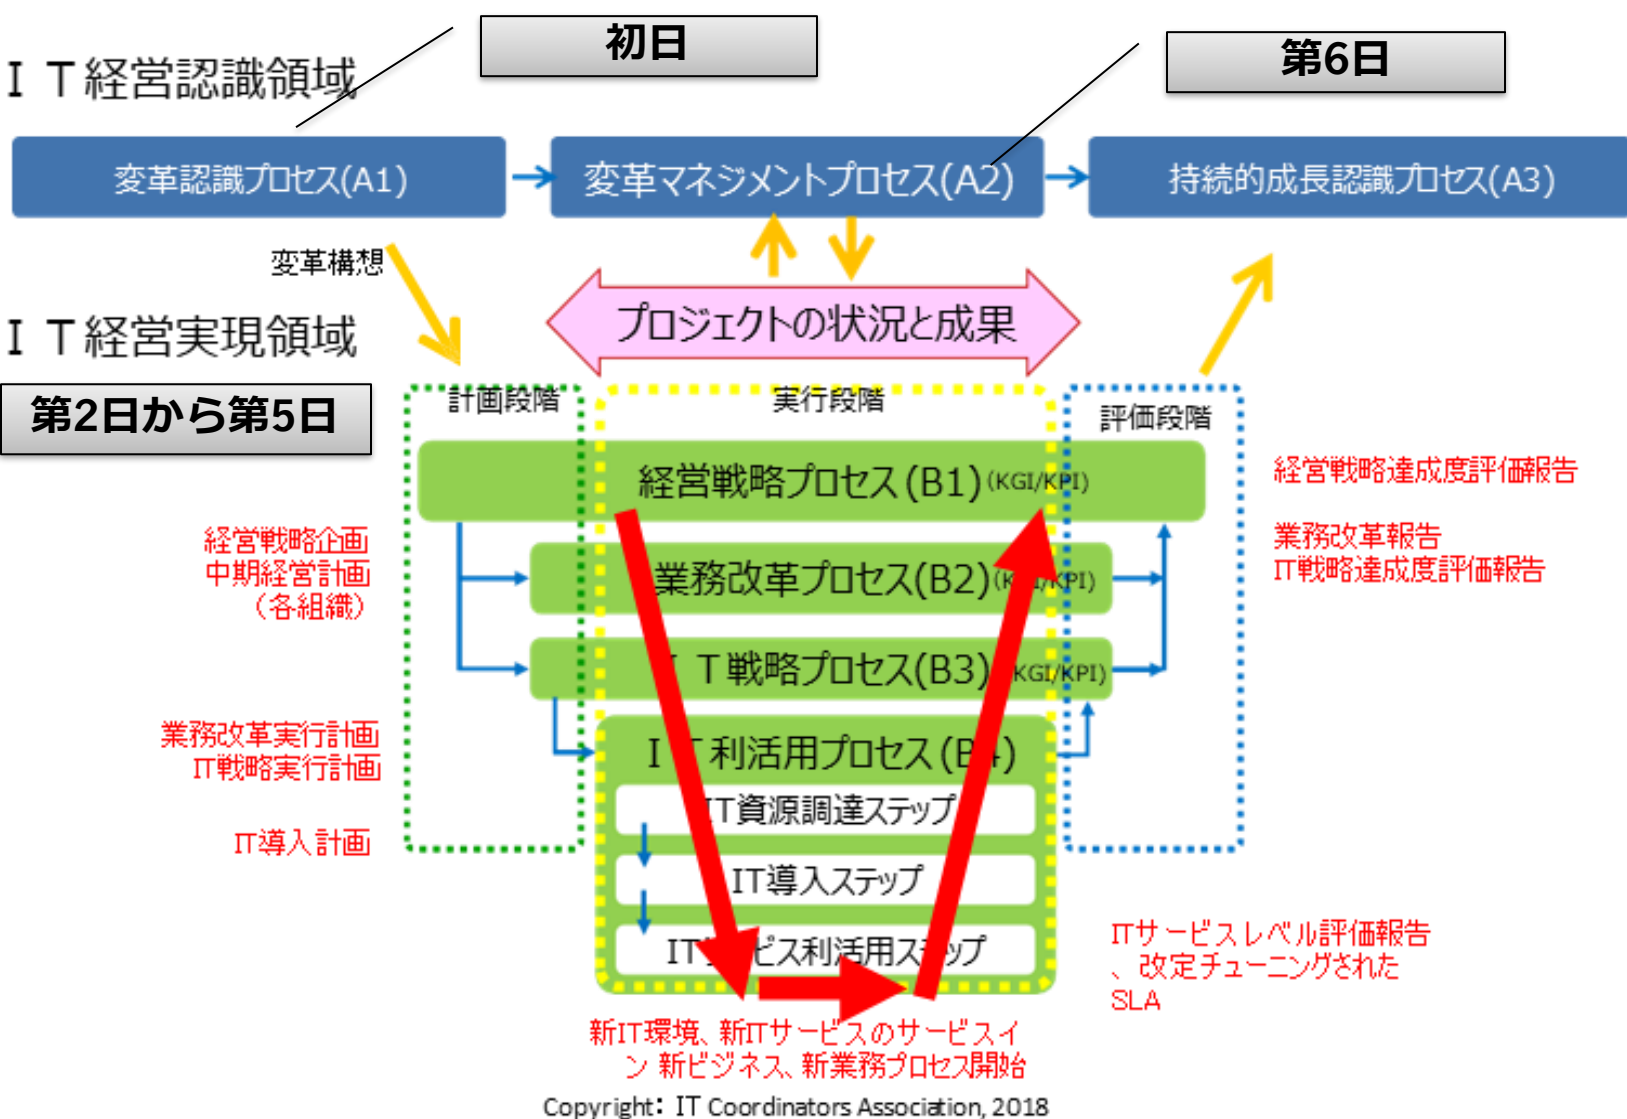 初日
第6日
ＩＴ経営認識領域
変革認識プロセス(A1)
変革マネジメントプロセス(A2)
持続的成長認識プロセス(A3)
変革構想
プロジェクトの状況と成果
ＩＴ経営実現領域
第2日から第5日
計画段階
実行段階
評価段階
経営戦略プロセス(B1)(KGI/KPI)
経営戦略達成度評価報告
経営戦略企画
中期経営計画
（各組織）
業務改革プロセス(B2)(KGI/KPI)
業務改革報告
IT戦略達成度評価報告
ＩＴ戦略プロセス(B3)(KGI/KPI)
業務改革実行計画
IT戦略実行計画
ＩＴ利活用プロセス(B4)
IT資源調達ステップ
IT導入計画
IT導入ステップ
ITサービス利活用ステップ
ITサービスレベル評価報告
、改定チューニングされた
SLA
新IT環境、新ITサービスのサービスイ
ン 新ビジネス、新業務プロセス開始
Copyright：IT Coordinators Association, 2018